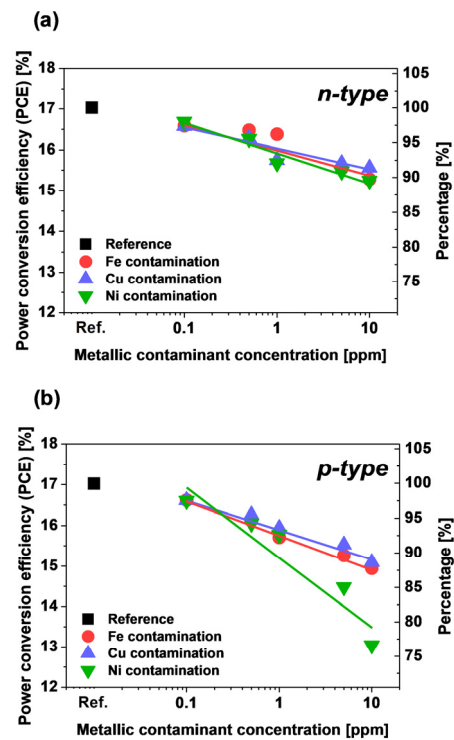 (a)
n-type
Power conversion efficiency (PCE) [%]
18
17
16
15
14
13
12
105
100
95
90
85
80
75
Percentage [%]
Reference
Fe contamination
Cu contamination
Ni contamination
Ref. 0.1 1 10
Metallic contaminant concentration [ppm]
(b)
p-type
Power conversion efficiency (PCE) [%]
18
17
16
15
14
13
12
105
100
95
90
85
80
75
Percentage [%]
Reference
Fe contamination
Cu contamination
Ni contamination
Ref. 0.1 1 10
Metallic contaminant concentration [ppm]